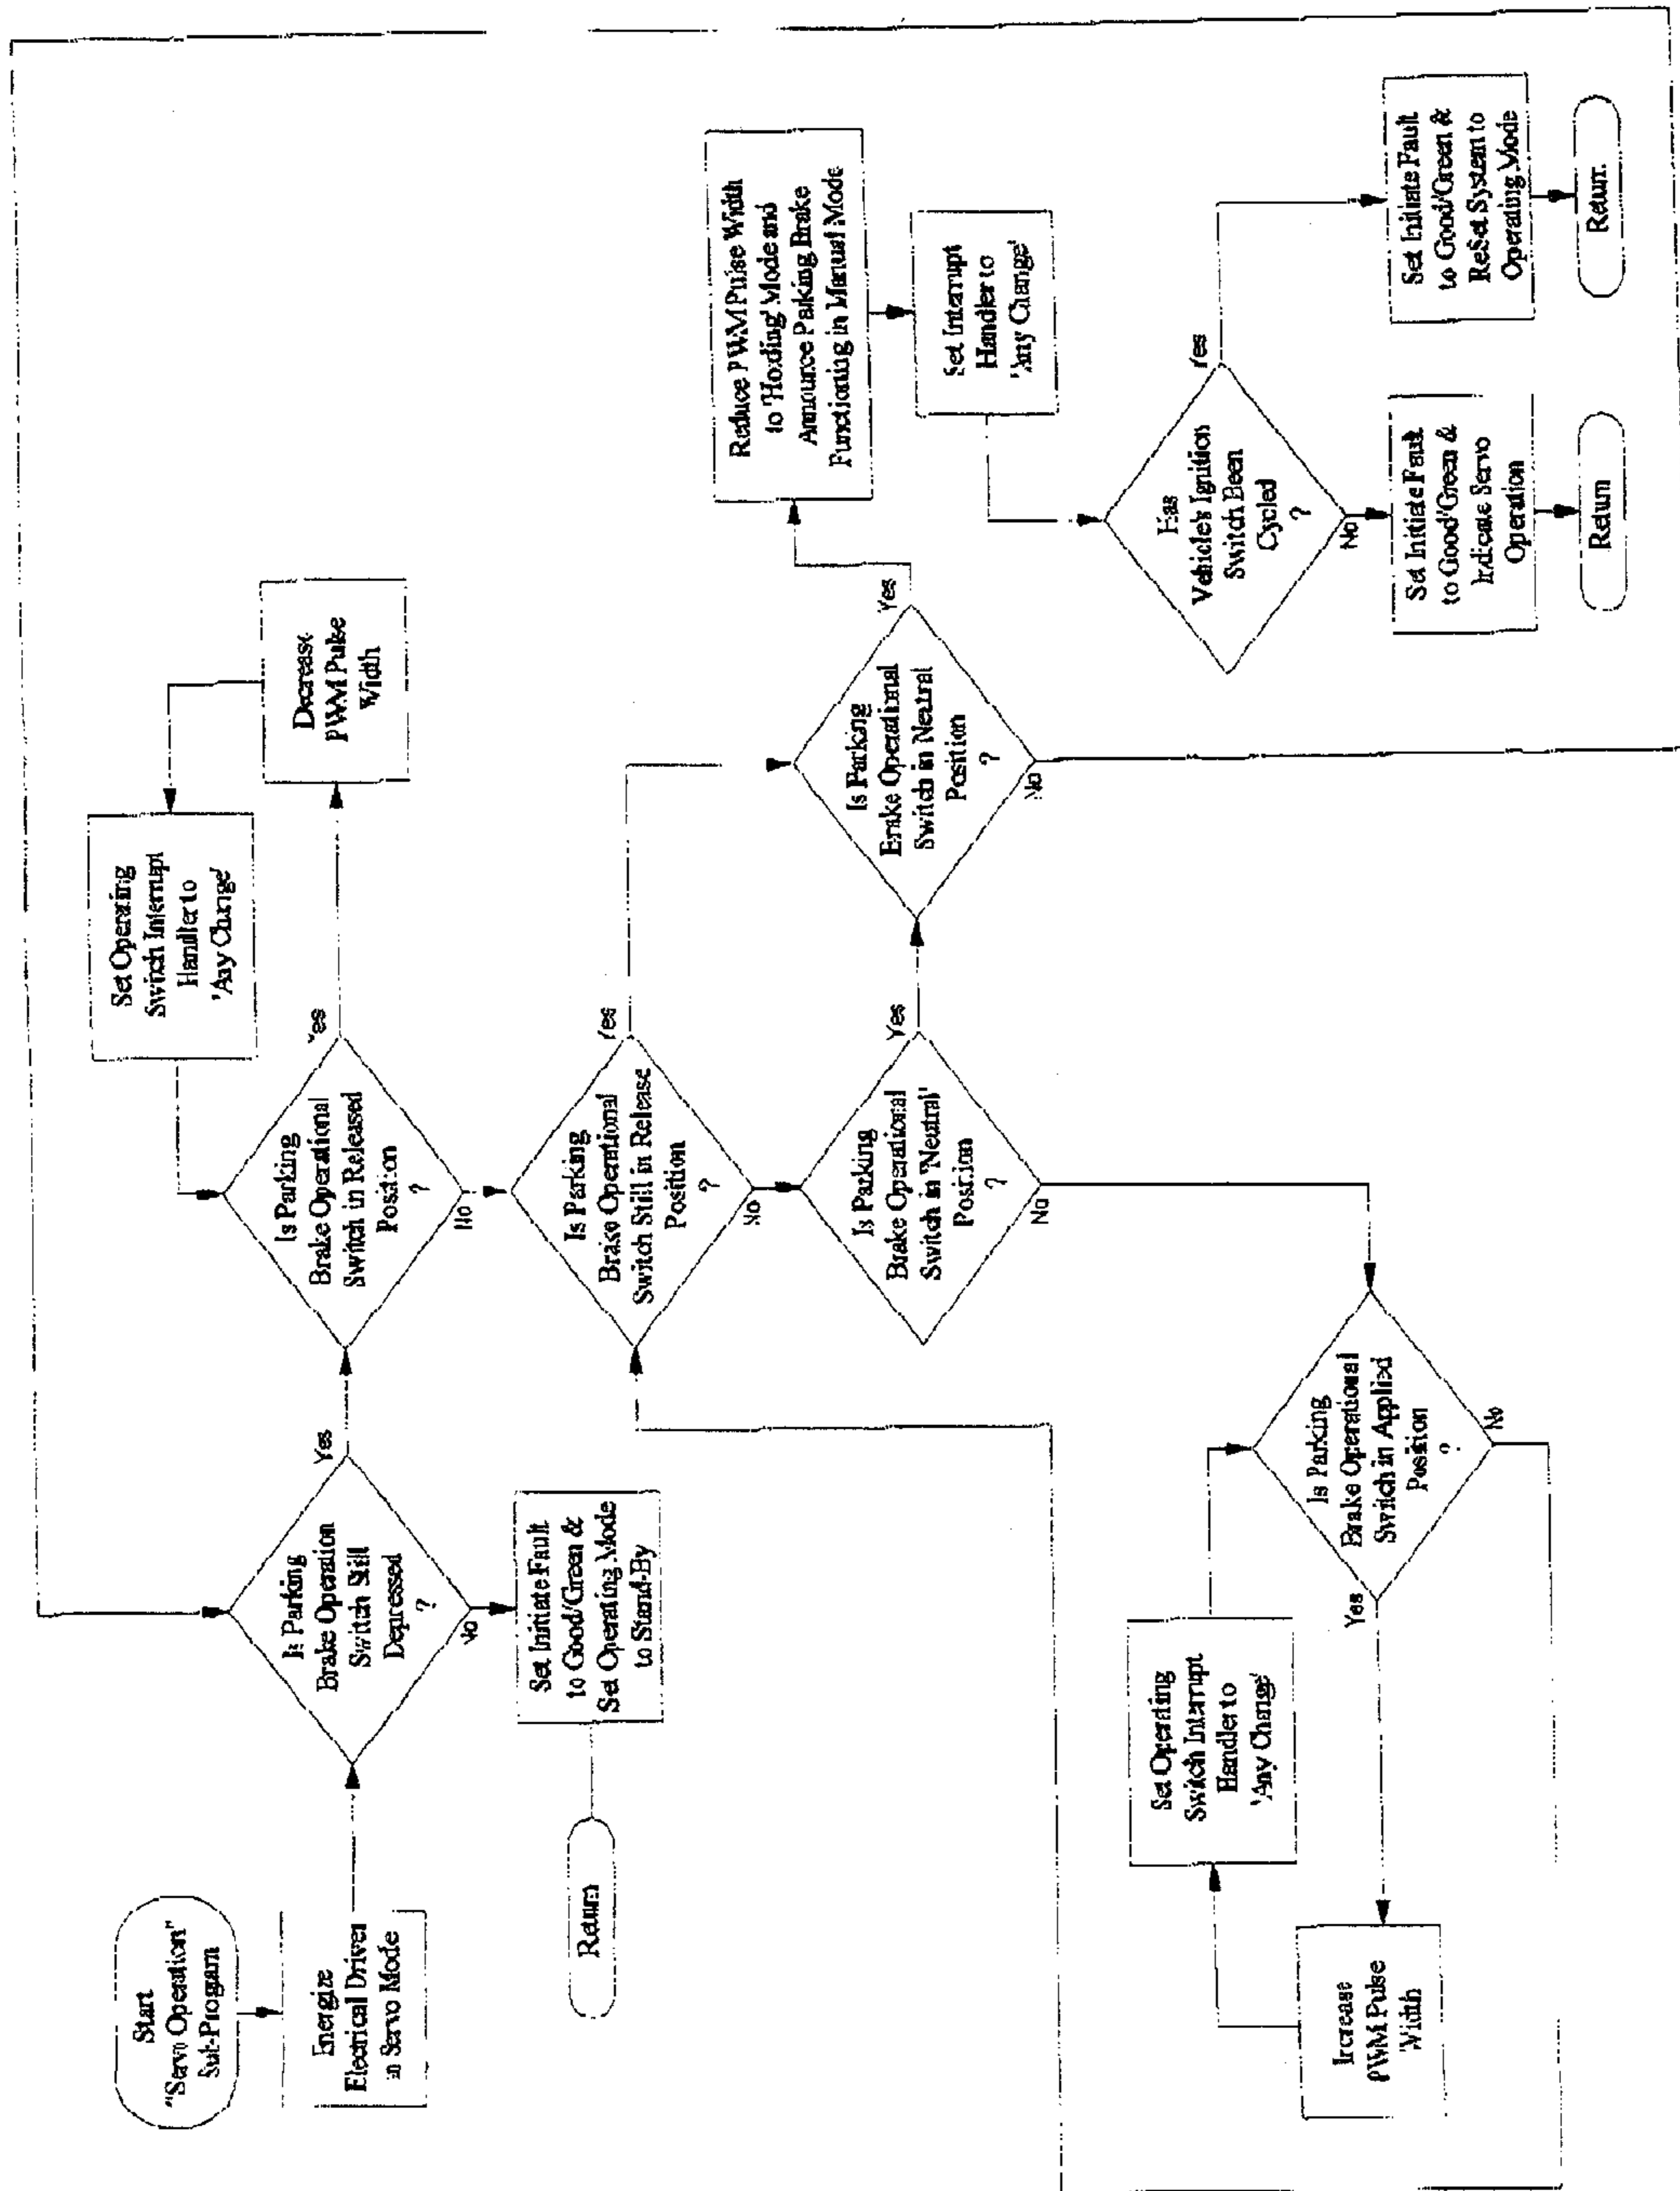 Start
"Servo Operation"
Sub-Progam
Energize
Electrical Driver
in Servo Mode
Is Parking
Brake Operation
Switch Still
Depressed
?
Yes
No
Set Initiate Fault
to Good/Green &
Set Operating Mode
to Stand-By
Return
Is Parking
Brake Operational
Switch in Released
Position
?
Yes
No
Decrease
PWM Pulse
Width
Set Operating
Switch Interrupt
Handler to
'Any Change'
Is Parking
Brake Operational
Switch Still in Release
Position
?
Yes
No
Is Parking
Brake Operational
Switch in 'Neutral'
Position
?
Yes
No
Is Parking
Brake Operational
Switch in Neutral
Position
?
Yes
No
Reduce PWM Pulse Width
to 'Holding' Mode and
Announce Parking Brake
Functioning in Manual Mode
Set Interrupt
Handler to
'Any Change'
Has
Vehicle's Ignition
Switch Been
Cycled
?
Yes
No
Set Initiate Fault
to Good/Green &
ReSet System to
Operating Mode
Return
Set Initiate Fault
to Good/Green &
Indicate Servo
Operation
Return
Is Parking
Brake Operational
Switch in Applied
Position
?
Yes
No
Increase
PWM Pulse
Width
Set Operating
Switch Interrupt
Handler to
'Any Change'